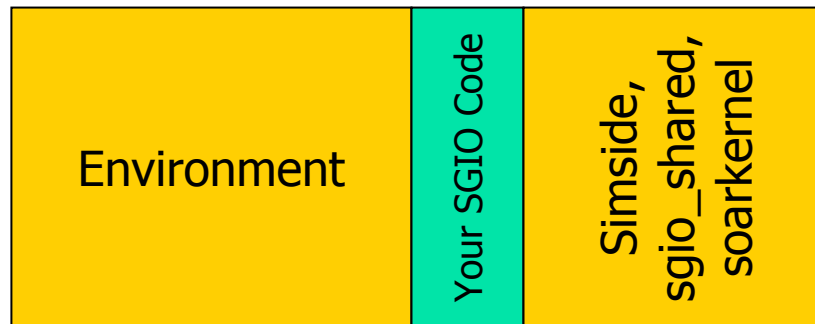 Environment
Your SGIO Code
Simside,
sgio_shared,
soarkernel